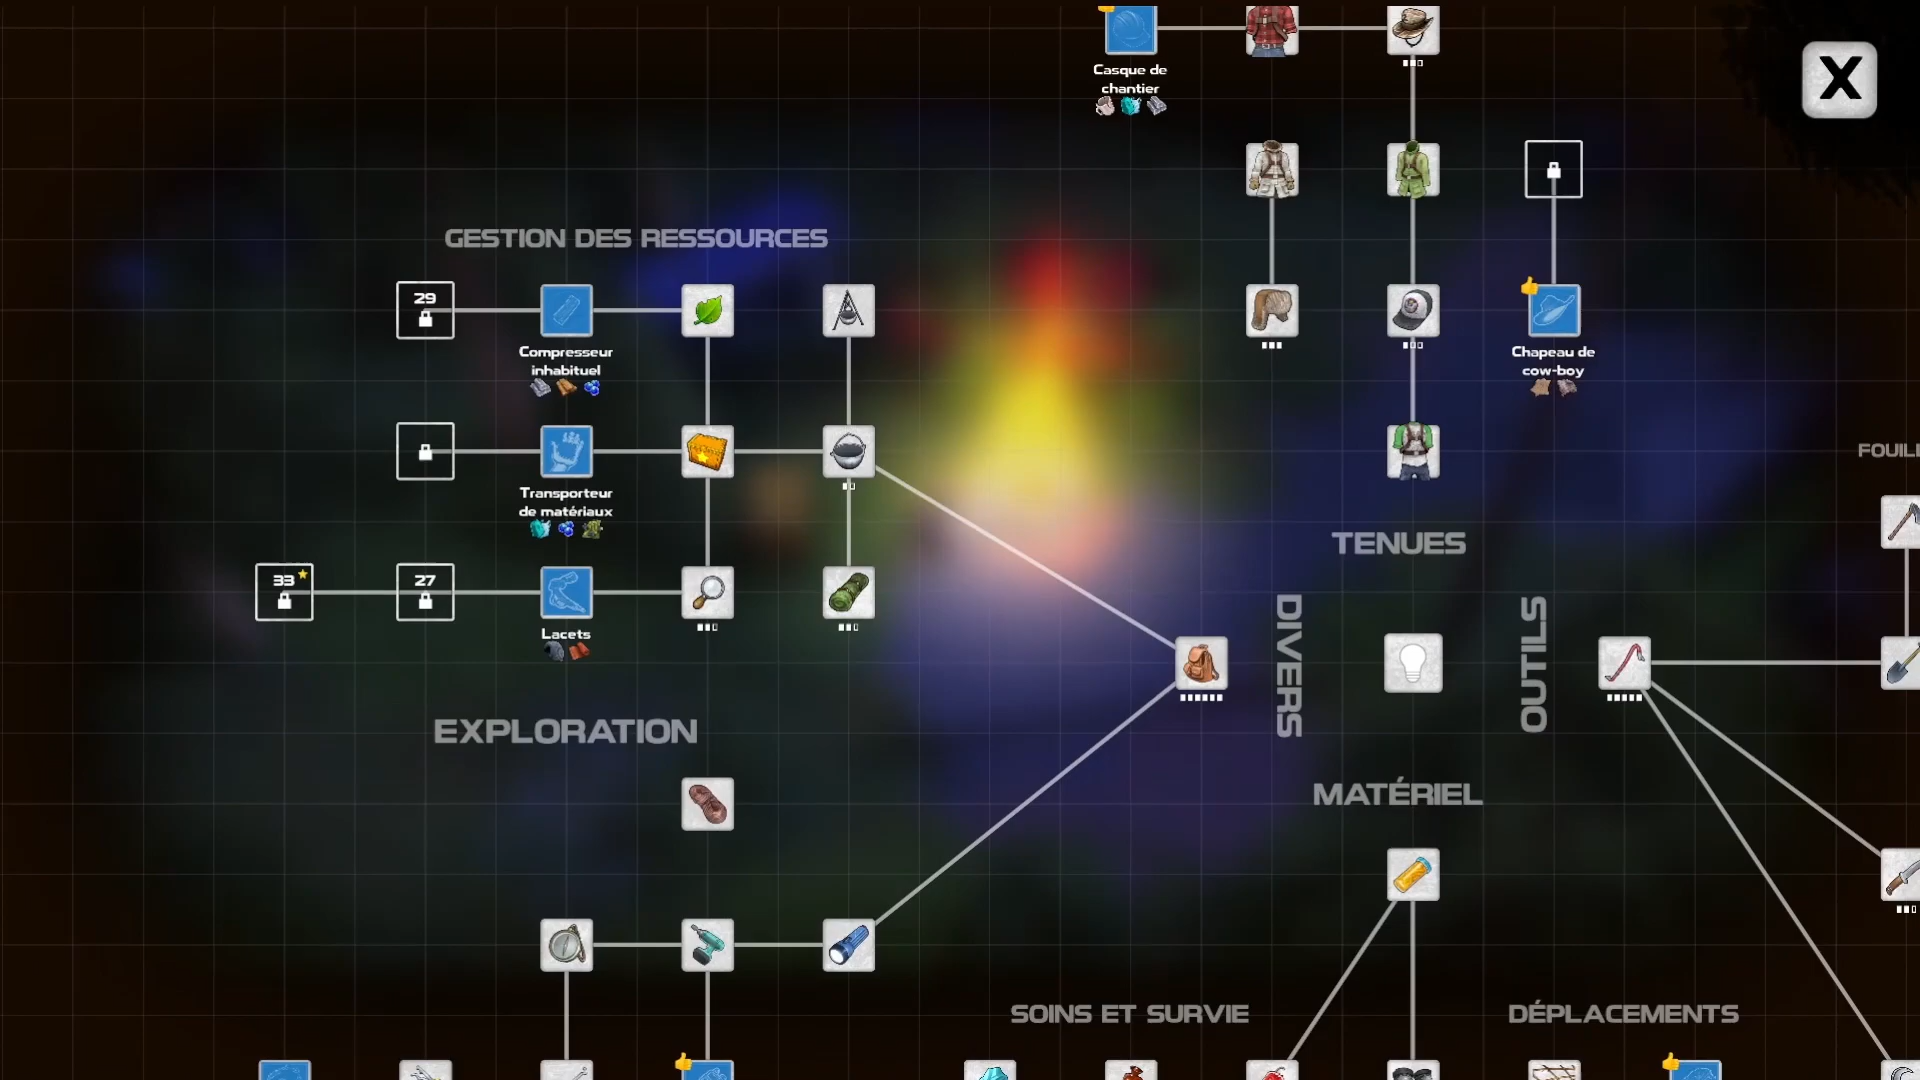 Casque de
chantier
X
GESTION DES RESSOURCES
29
Compresseur
inhabituel
Chapeau de
cow-boy
Transporteur
de matériaux
FOUIL
TENUES
33
27
Lacets
DIVERS
OUTILS
EXPLORATION
MATÉRIEL
SOINS ET SURVIE
DÉPLACEMENTS